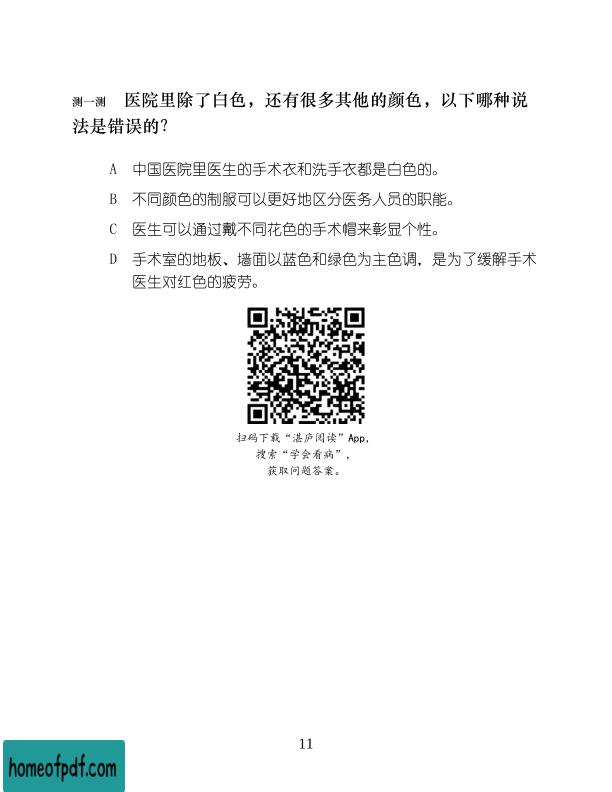 测一测 医院里除了白色，还有很多其他的颜色，以下哪种说
法是错误的？
A 中国医院里医生的手术衣和洗手衣都是白色的。
B 不同颜色的制服可以更好地区分医务人员的职能。
C 医生可以通过戴不同花色的手术帽来彰显个性。
D 手术室的地板、墙面以蓝色和绿色为主色调，是为了缓解手术
医生对红色的疲劳。
扫码下载“湛庐阅读”App，
搜索“学会看病”，
获取问题答案。
11
homeofpdf.com